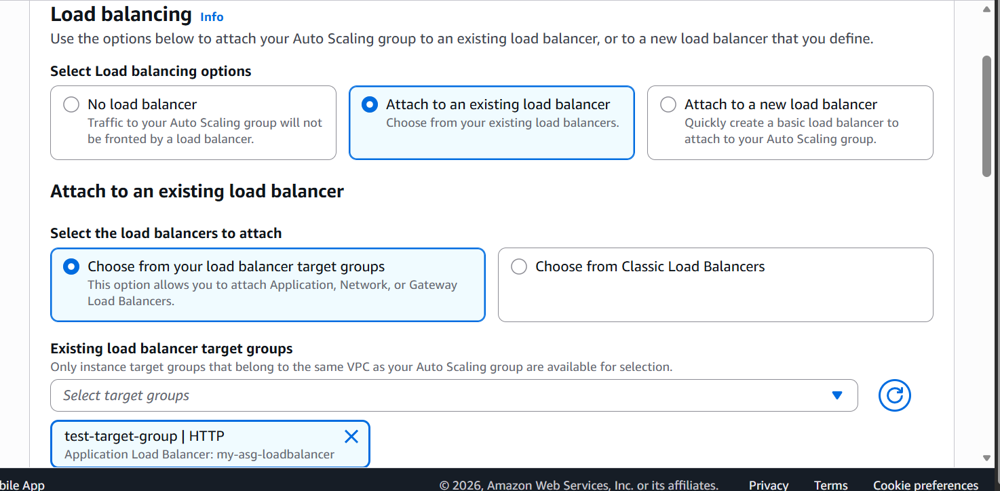 Load balancing Info
Use the options below to attach your Auto Scaling group to an existing load balancer, or to a new load balancer that you define.
Select Load balancing options
No load balancer
Traffic to your Auto Scaling group will not
be fronted by a load balancer.
Attach to an existing load balancer
Choose from your existing load balancers.
Attach to a new load balancer
Quickly create a basic load balancer to
attach to your Auto Scaling group.
Attach to an existing load balancer
Select the load balancers to attach
Choose from your load balancer target groups
This option allows you to attach Application, Network, or Gateway
Load Balancers.
Choose from Classic Load Balancers
Existing load balancer target groups
Only instance target groups that belong to the same VPC as your Auto Scaling group are available for selection.
Select target groups
test-target-group | HTTP
Application Load Balancer: my-asg-loadbalancer
bile App © 2026, Amazon Web Services, Inc. or its affiliates. Privacy Terms Cookie preferences